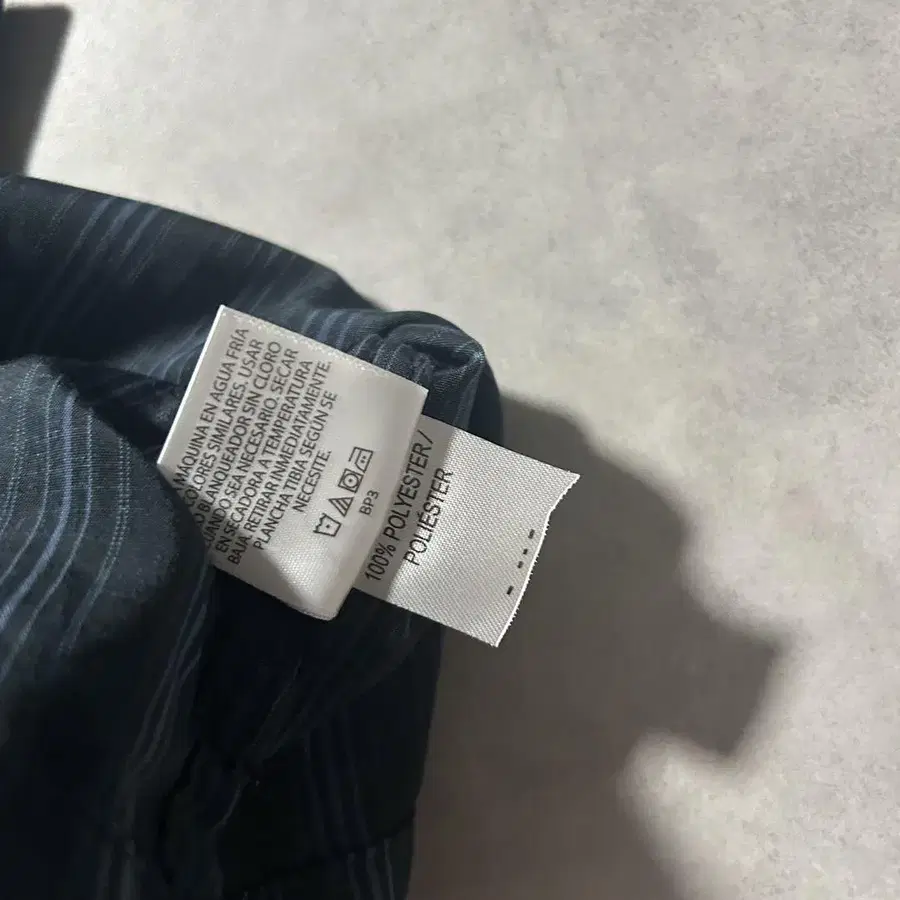 MAQUINA EN AGUA FRÍA
COLORES SIMILARES. USAR
BLANQUEADOR SIN CLORO
CUANDO SEA NECESARIO. SECAR
EN SECADORA A TEMPERATURA
BAJA. RETIRAR INMEDIATAMENTE.
PLANCHA TIBIA SEGÚN SE
NECESITE.
BP3
100% POLYESTER/
POLIÉSTER